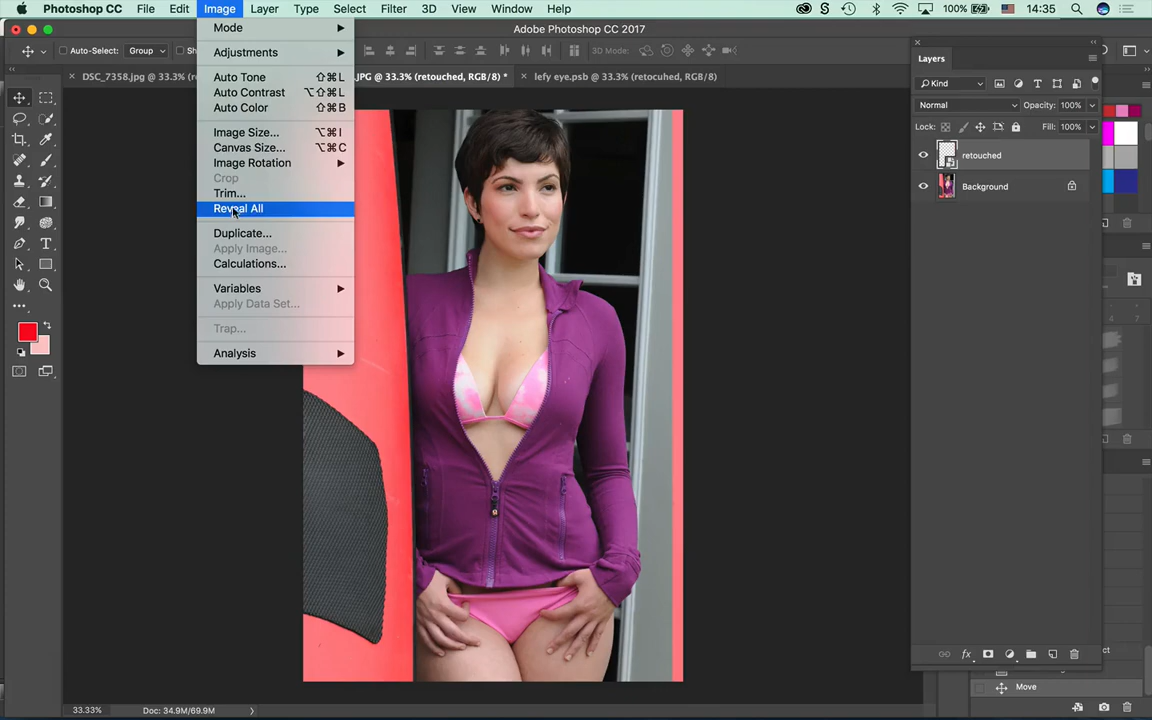 Photoshop CC File Edit Image Layer Type Select Filter 3D View Window Help 100% Sun 14:35
Adobe Photoshop CC 2017
Auto-Select: Group 3D Mode:
DSC_7358.jpg @ 33.3% .JPG @ 33.3% (retouched, RGB/8) * lefy eye.psb @ 33.3% (retocuhed, RGB/8)
Mode
Adjustments
Auto Tone ⇧⌘L
Auto Contrast ⌥⇧⌘L
Auto Color ⇧⌘B
Image Size... ⌥⌘I
Canvas Size... ⌥⌘C
Image Rotation
Crop
Trim...
Reveal All
Duplicate...
Apply Image...
Calculations...
Variables
Apply Data Set...
Trap...
Analysis
Layers
Kind
Normal Opacity: 100%
Lock: Fill: 100%
retouched
Background
Move
33.33% Doc: 34.9M/69.9M